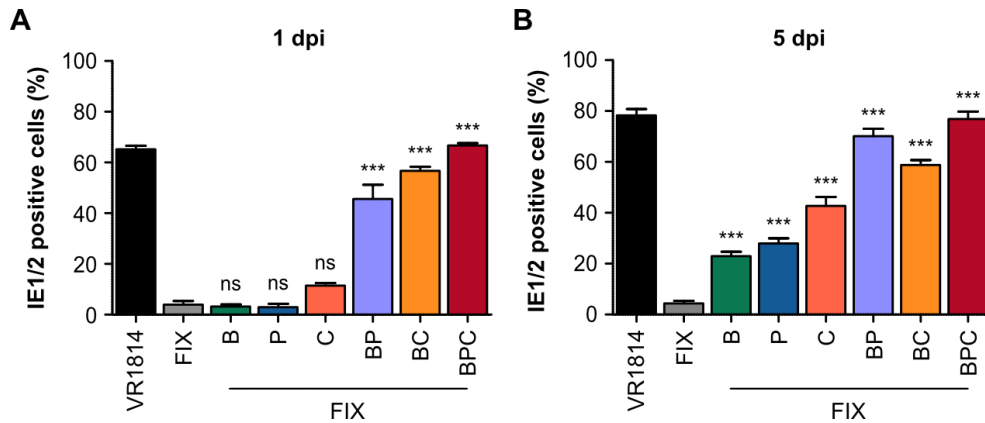 A
1 dpi
IE1/2 positive cells (%)
100
80
60
40
20
0
ns
ns
ns
***
***
***
VR1814
FIX
B
P
C
BP
BC
BPC
FIX
B
5 dpi
IE1/2 positive cells (%)
100
80
60
40
20
0
***
***
***
***
***
***
VR1814
FIX
B
P
C
BP
BC
BPC
FIX